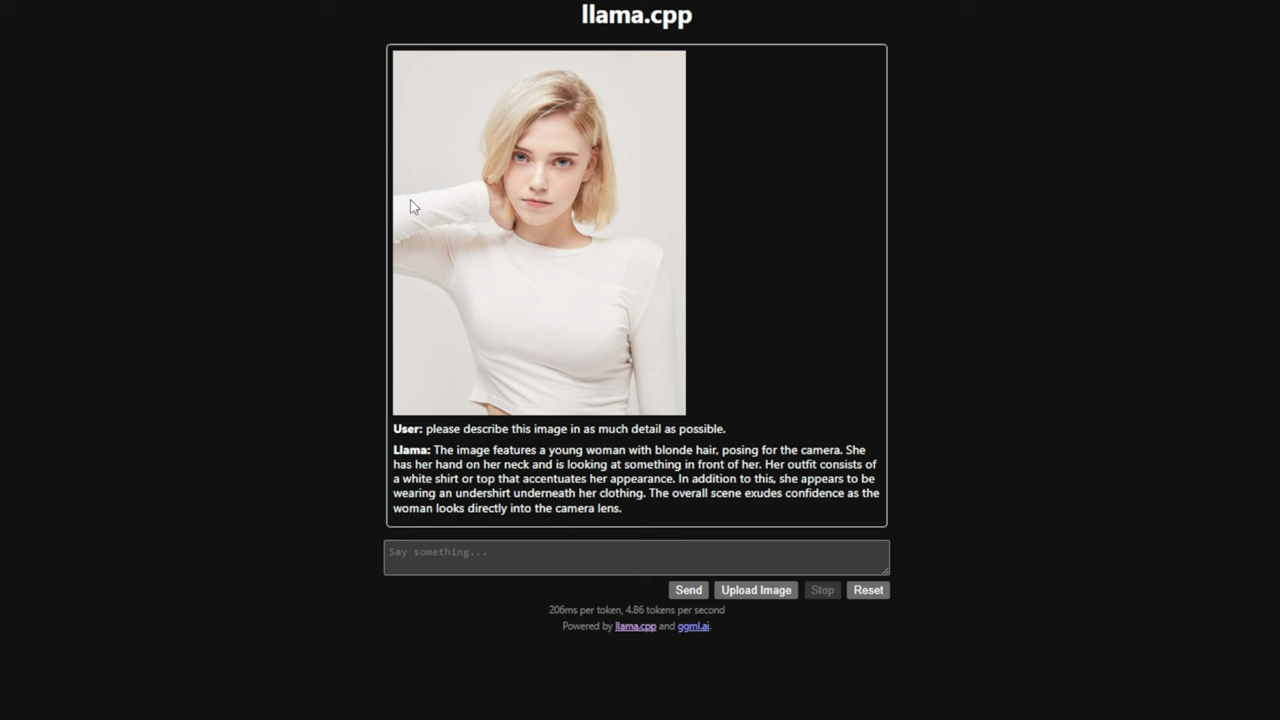 llama.cpp
User: please describe this image in as much detail as possible.
Llama: The image features a young woman with blonde hair, posing for the camera. She
has her hand on her neck and is looking at something in front of her. Her outfit consists of
a white shirt or top that accentuates her appearance. In addition to this, she appears to be
wearing an undershirt underneath her clothing. The overall scene exudes confidence as the
woman looks directly into the camera lens.
Say something...
Send Upload Image Stop Reset
206ms per token, 4.86 tokens per second
Powered by llama.cpp and ggml.ai.